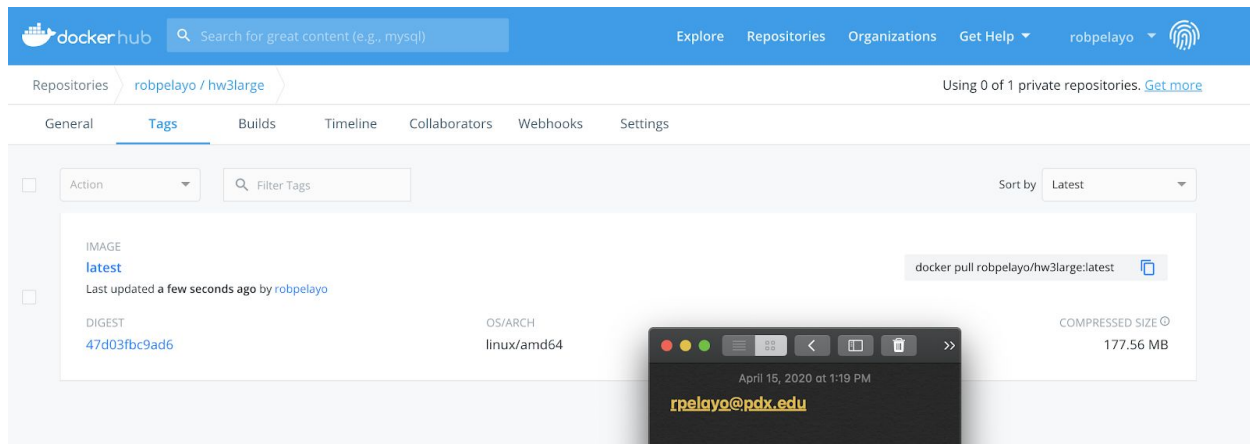 dockerhub Search for great content (e.g., mysql) Explore Repositories Organizations Get Help robpelayo
Repositories robpelayo / hw3large Using 0 of 1 private repositories. Get more
General Tags Builds Timeline Collaborators Webhooks Settings
Action Filter Tags Sort by Latest
IMAGE
latest docker pull robpelayo/hw3large:latest
Last updated a few seconds ago by robpelayo
DIGEST OS/ARCH COMPRESSED SIZE
47d03fbc9ad6 linux/amd64 177.56 MB
April 15, 2020 at 1:19 PM
rpelayo@pdx.edu